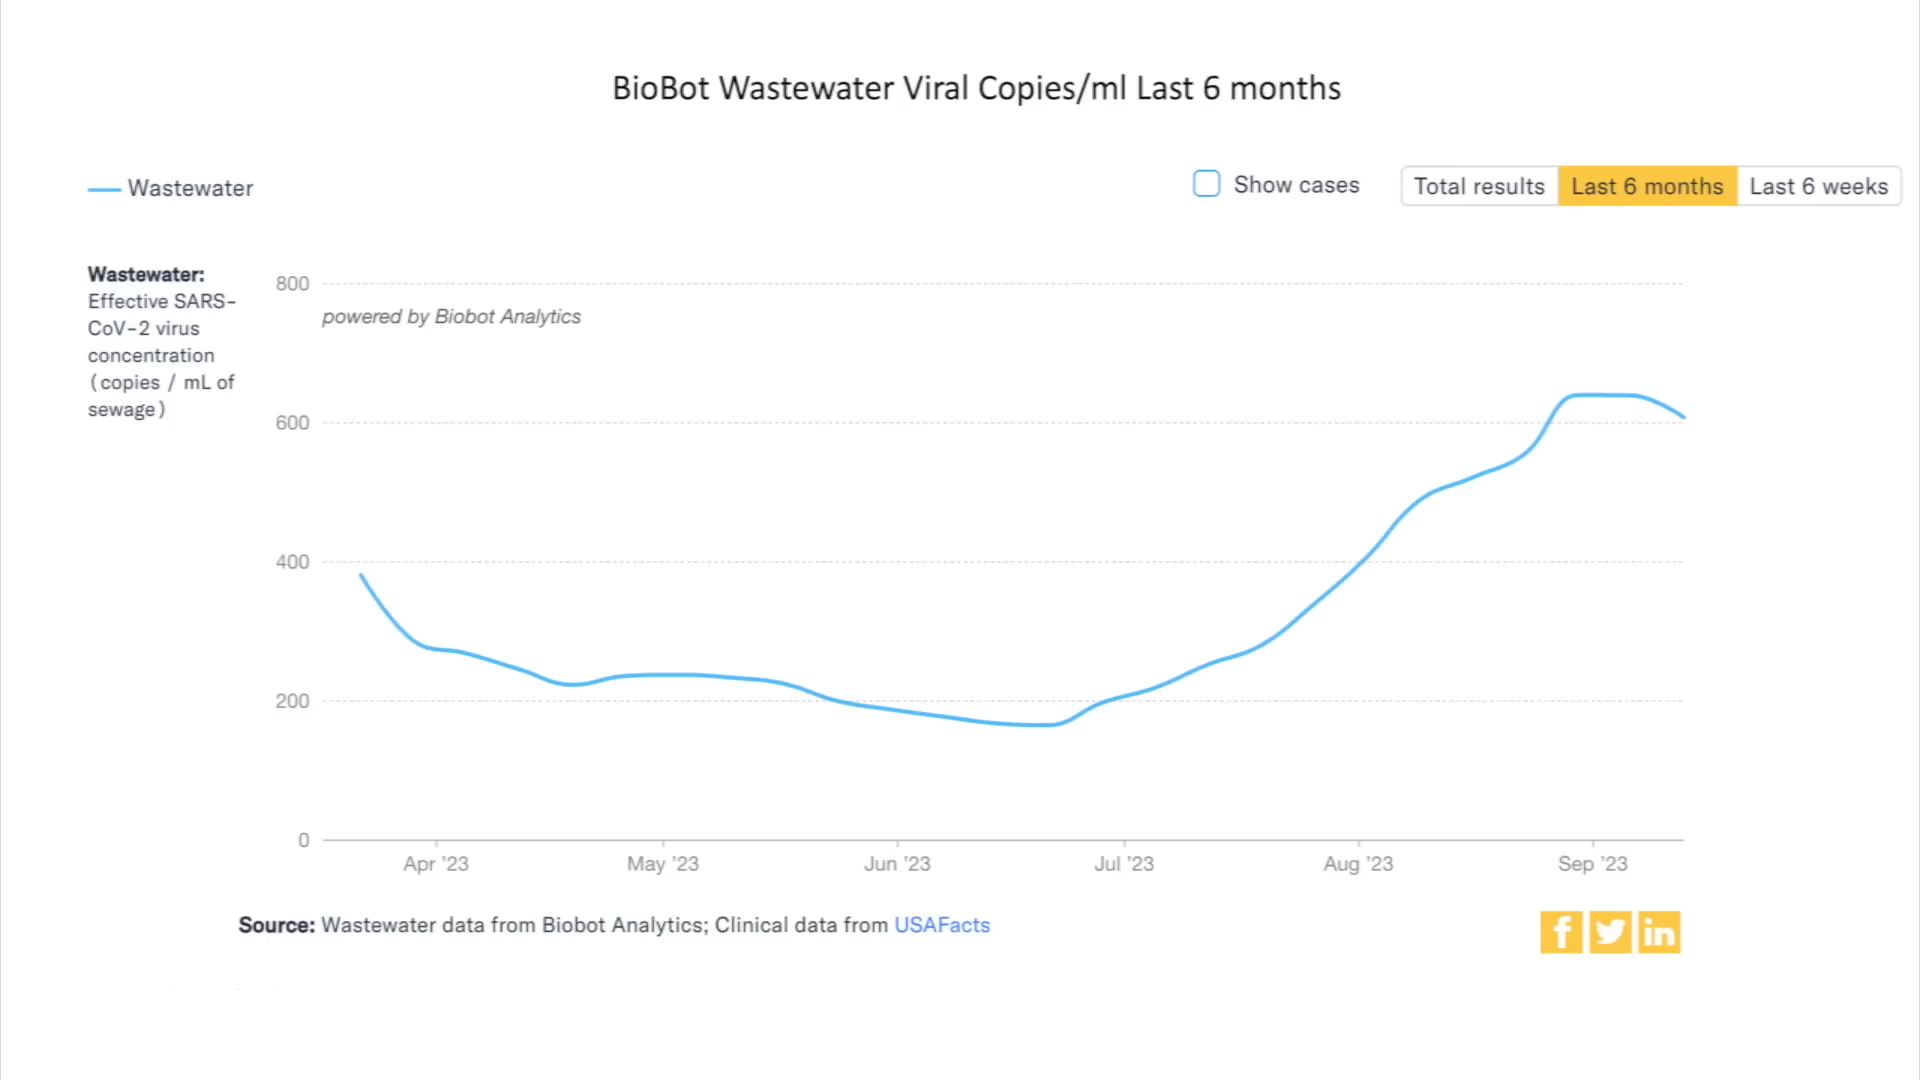 BioBot Wastewater Viral Copies/ml Last 6 months
Wastewater
Show cases
Total results
Last 6 months
Last 6 weeks
Wastewater:
Effective SARS-
CoV-2 virus
concentration
(copies / mL of
sewage)
800
powered by Biobot Analytics
600
400
200
0
Apr '23
May '23
Jun '23
Jul '23
Aug '23
Sep '23
Source: Wastewater data from Biobot Analytics; Clinical data from USAFacts